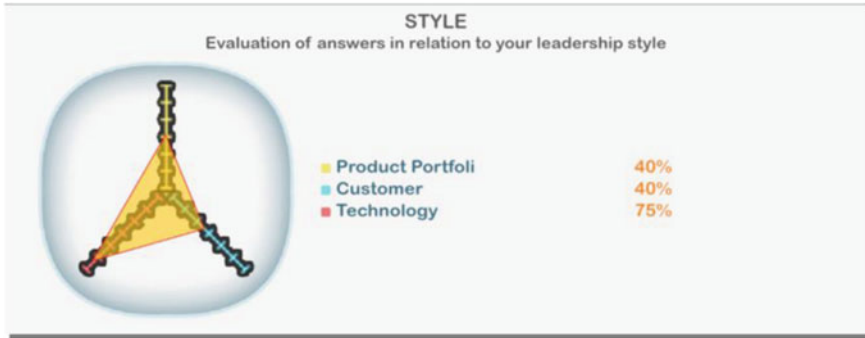 STYLE
Evaluation of answers in relation to your leadership style
Product Portfoli 40%
Customer 40%
Technology 75%